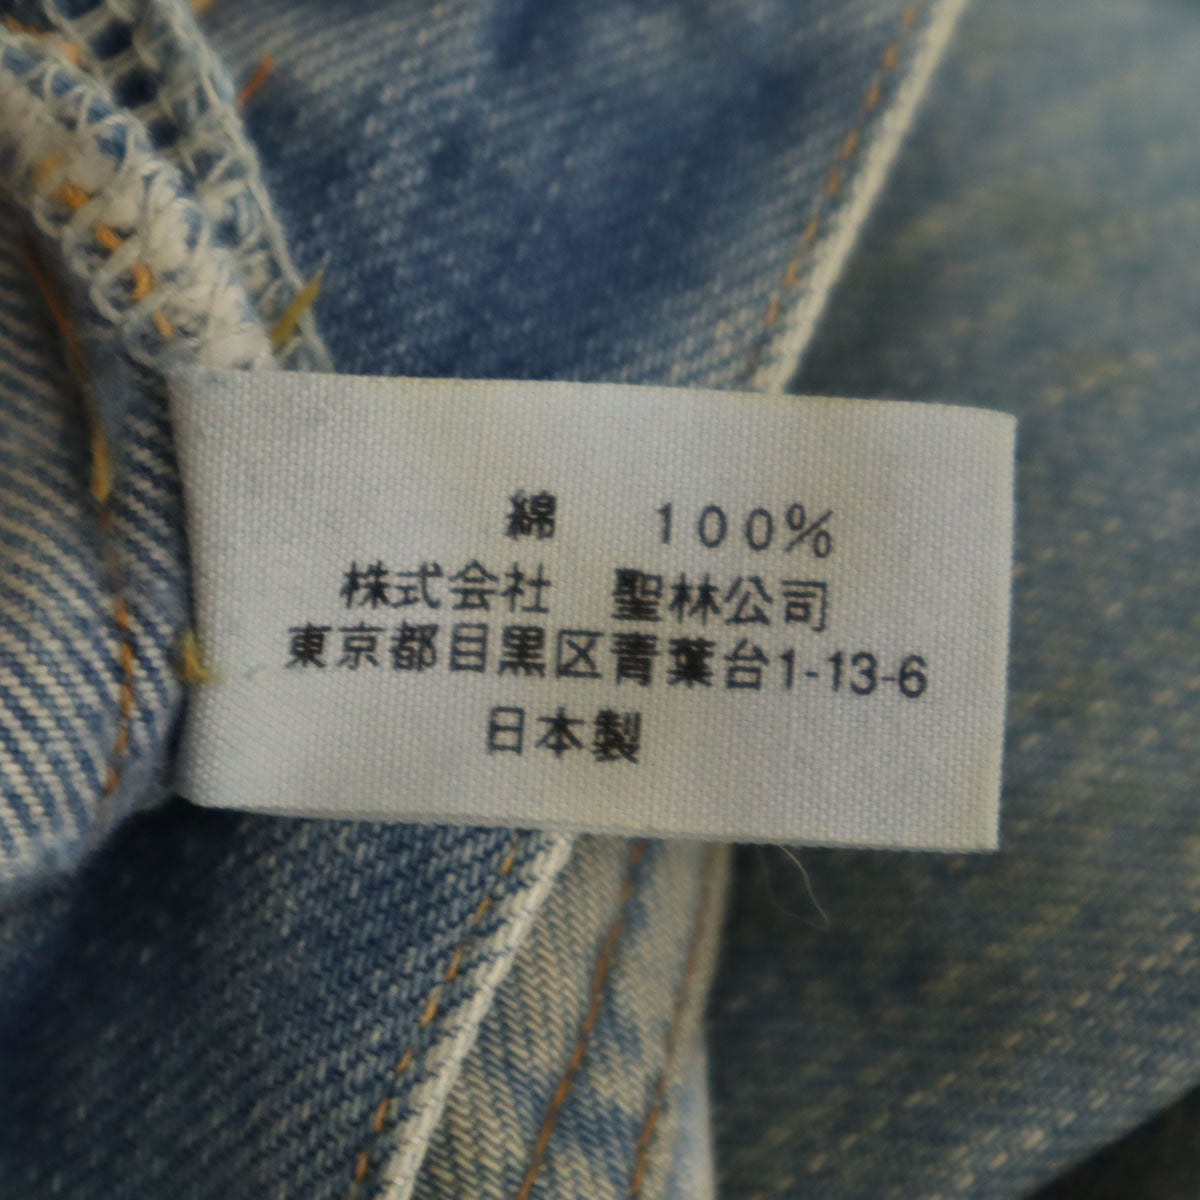 綿 100%
株式会社 聖林公司
東京都目黒区青葉台1-13-6
日本製